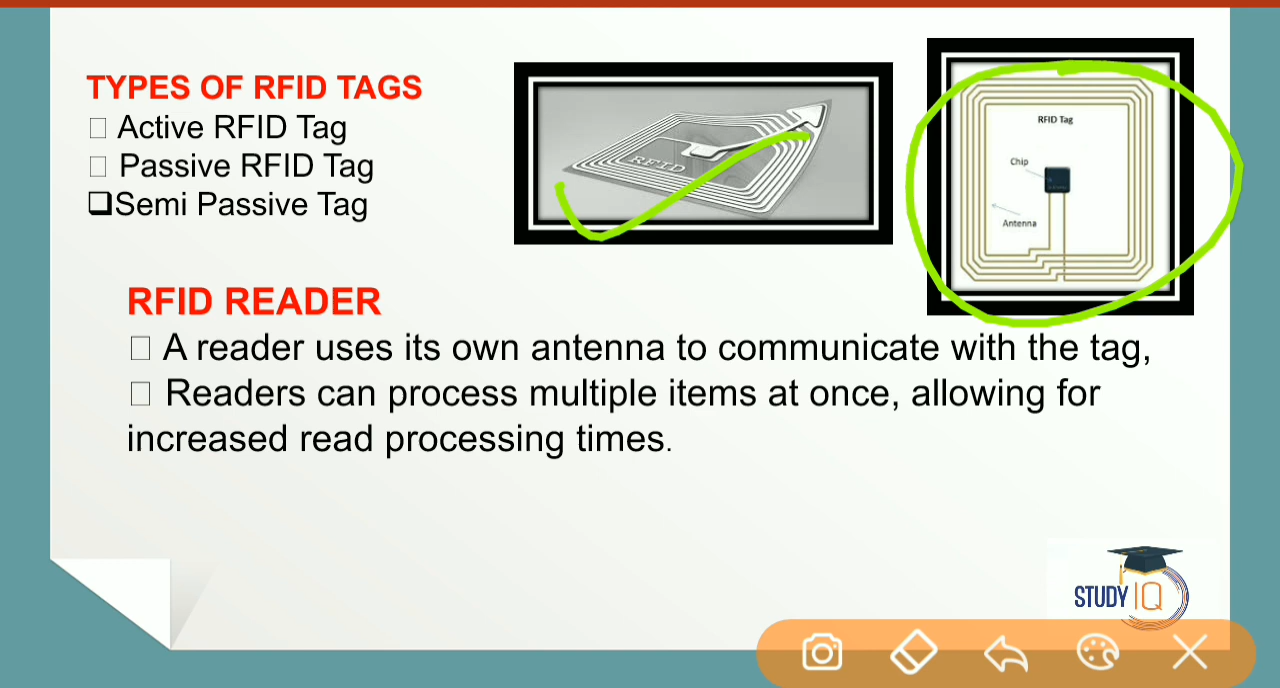 TYPES OF RFID TAGS
Active RFID Tag
Passive RFID Tag
❑Semi Passive Tag
RFID
RFID Tag
Chip
Antenna
RFID READER
A reader uses its own antenna to communicate with the tag,
Readers can process multiple items at once, allowing for
increased read processing times.
STUDY IQ